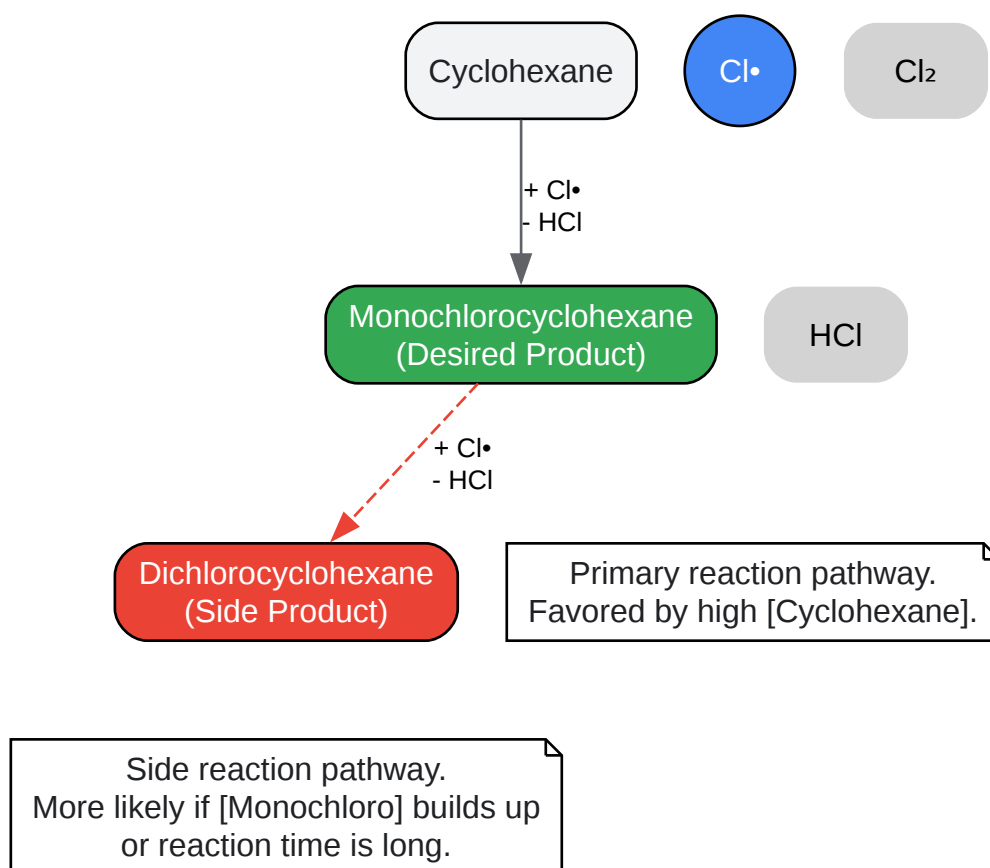 Cyclohexane
Cl•
Cl₂
+ Cl•
- HCl
Monochlorocyclohexane
(Desired Product)
HCl
+ Cl•
- HCl
Dichlorocyclohexane
(Side Product)
Primary reaction pathway.
Favored by high [Cyclohexane].
Side reaction pathway.
More likely if [Monochloro] builds up
or reaction time is long.